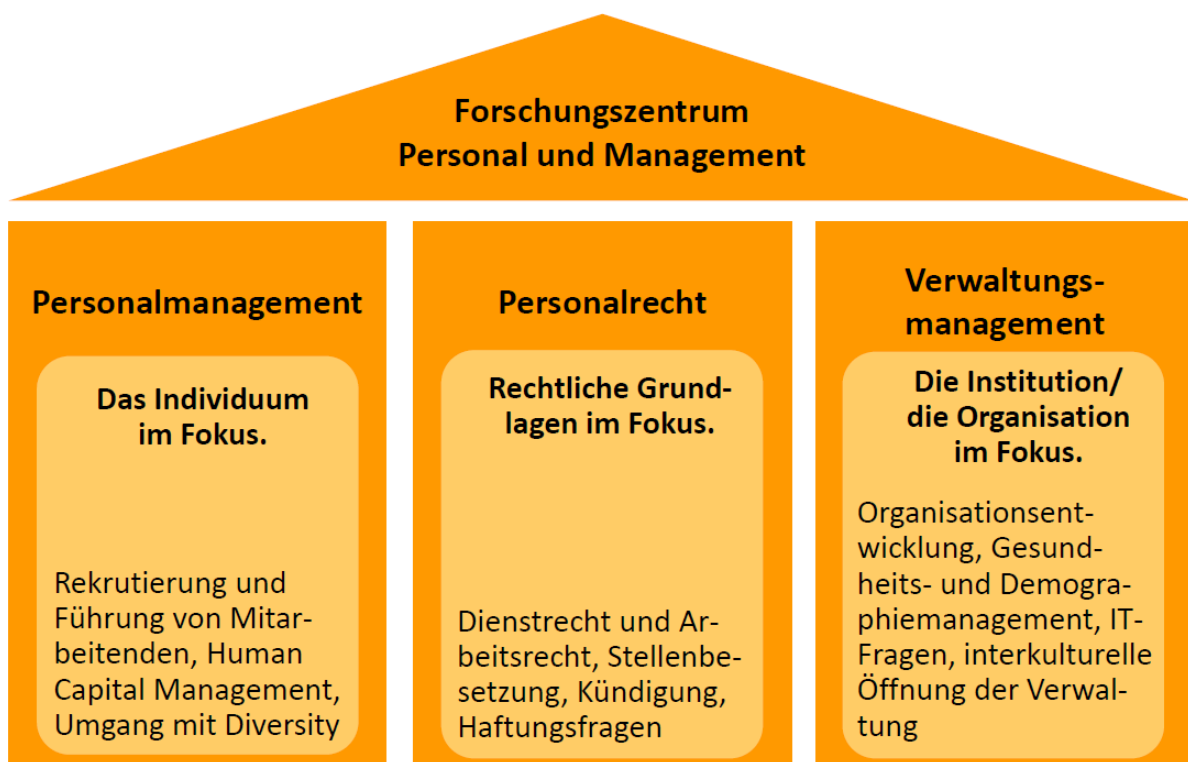 Forschungszentrum
Personal und Management
Personalmanagement
Das Individuum
im Fokus.
Rekrutierung und
Führung von Mitar-
beitenden, Human
Capital Management,
Umgang mit Diversity
Personalrecht
Rechtliche Grund-
lagen im Fokus.
Dienstrecht und Ar-
beitsrecht, Stellenbe-
setzung, Kündigung,
Haftungsfragen
Verwaltungs-
management
Die Institution/
die Organisation
im Fokus.
Organisationsent-
wicklung, Gesund-
heits- und Demogra-
phiemanagement, IT-
Fragen, interkulturelle
Öffnung der Verwal-
tung